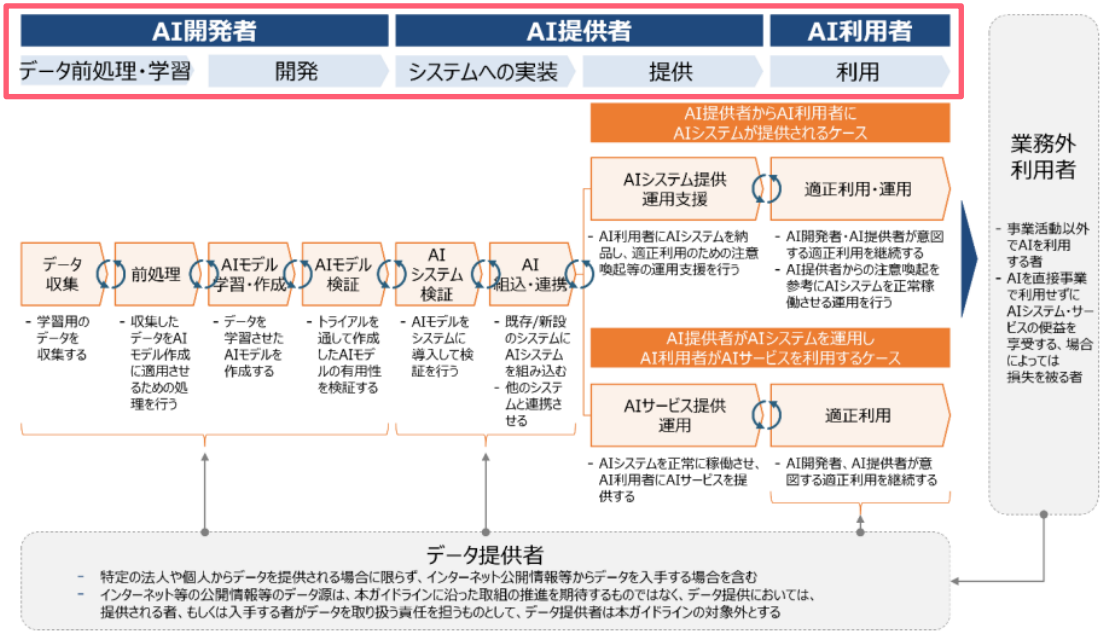 AI開発者
AI提供者
AI利用者
データ前処理・学習
開発
システムへの実装
提供
利用
AI提供者からAI利用者に
AIシステムが提供されるケース
AIシステム提供
運用支援
適正利用・運用
- AI利用者にAIシステムを納
品し、適正利用のための注意
喚起等の運用支援を行う
- AI開発者・AI提供者が意図
する適正利用を継続する
- AI提供者からの注意喚起を
参考にAIシステムを正常稼
働させる運用を行う
データ
収集
前処理
AIモデル
学習・作成
AIモデル
検証
AI
システム
検証
AI
組込・連携
- 学習用の
データを
収集する
- 収集した
データをAI
モデル作成
に適用させ
るための処
理を行う
- データを
学習させた
AIモデルを
作成する
- トライアルを
通して作成
したAIモデ
ルの有用性
を検証する
- AIモデルを
システムに
導入して検
証を行う
- 既存/新設
のシステムに
AIシステム
を組み込む
- 他のシステ
ムと連携さ
せる
AI提供者がAIシステムを運用し
AI利用者がAIサービスを利用するケース
AIサービス提供
運用
適正利用
- AIシステムを正常に稼働させ、
AI利用者にAIサービスを提
供する
- AI開発者、AI提供者が意
図する適正利用を継続する
業務外
利用者
- 事業活動以外
でAIを利用
する者
- AIを直接事業
で利用せずに
AIシステム・サー
ビスの便益を
享受する、場合
によっては
損失を被る者
データ提供者
- 特定の法人や個人からデータを提供される場合に限らず、インターネット公開情報等からデータを入手する場合を含む
- インターネット等の公開情報等のデータ源は、本ガイドラインに沿った取組の推進を期待するものではなく、データ提供においては、
提供される者、もしくは入手する者がデータを取り扱う責任を担うものとして、データ提供者は本ガイドラインの対象外とする